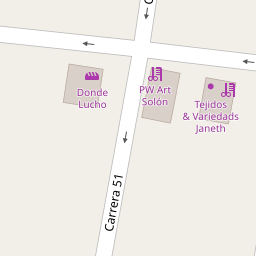 Donde
Lucho
PW Art
Solón
Tejidos
& Variedads
Janeth
Carrera 51